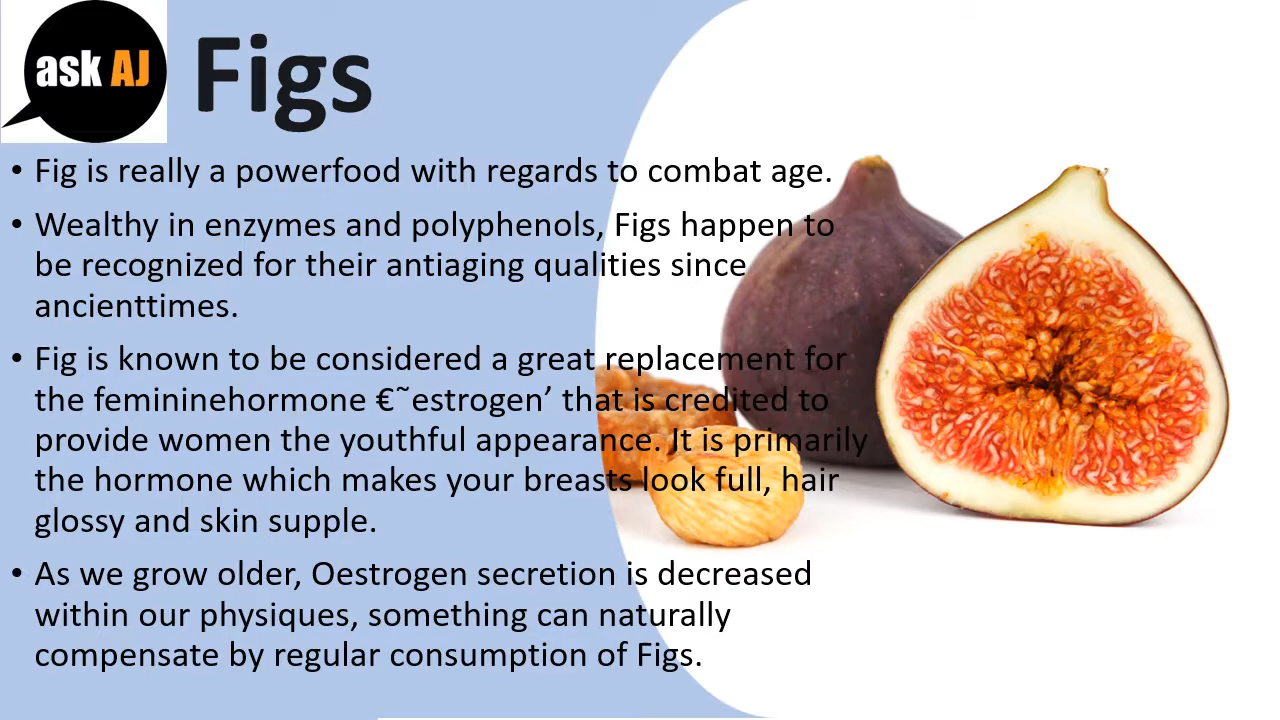 ask AJ
Figs
• Fig is really a powerfood with regards to combat age.
• Wealthy in enzymes and polyphenols, Figs happen to
be recognized for their antiaging qualities since
ancienttimes.
• Fig is known to be considered a great replacement for
the femininehormone €˜estrogen’ that is credited to
provide women the youthful appearance. It is primarily
the hormone which makes your breasts look full, hair
glossy and skin supple.
• As we grow older, Oestrogen secretion is decreased
within our physiques, something can naturally
compensate by regular consumption of Figs.